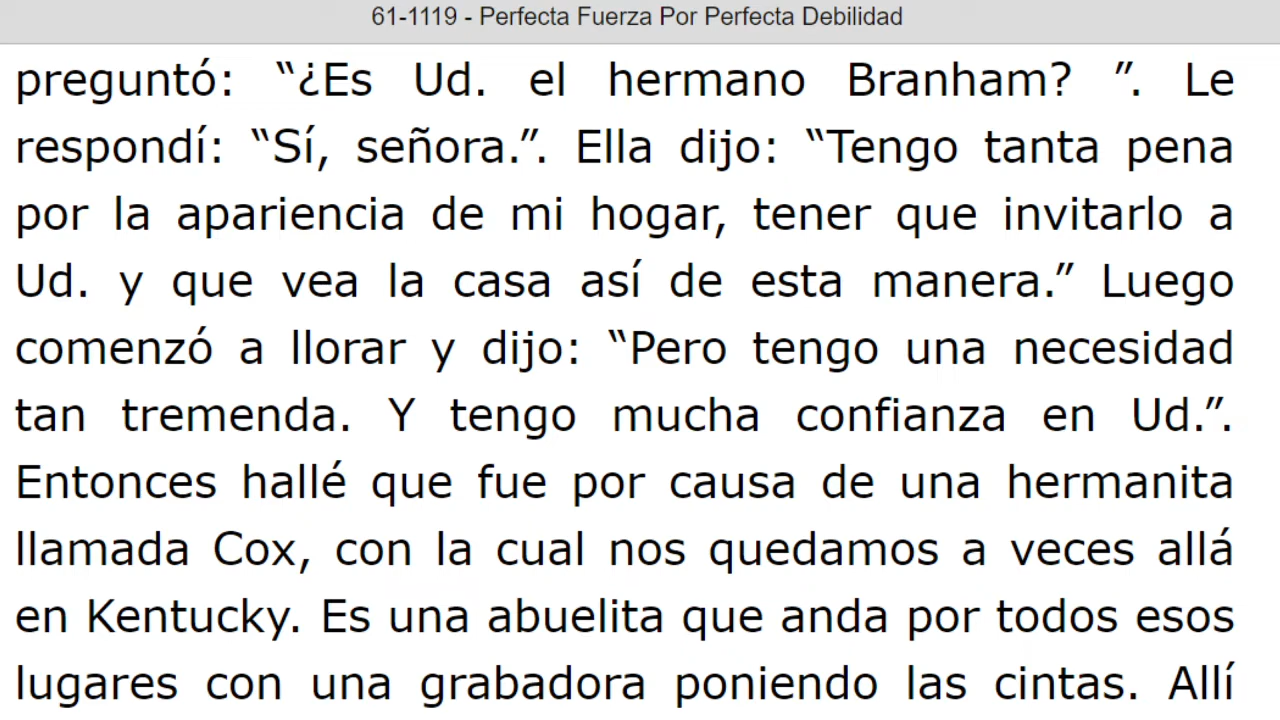 61-1119 - Perfecta Fuerza Por Perfecta Debilidad
preguntó: “¿Es Ud. el hermano Branham? ”. Le
respondí: “Sí, señora.”. Ella dijo: “Tengo tanta pena
por la apariencia de mi hogar, tener que invitarlo a
Ud. y que vea la casa así de esta manera.” Luego
comenzó a llorar y dijo: “Pero tengo una necesidad
tan tremenda. Y tengo mucha confianza en Ud.”.
Entonces hallé que fue por causa de una hermanita
llamada Cox, con la cual nos quedamos a veces allá
en Kentucky. Es una abuelita que anda por todos esos
lugares con una grabadora poniendo las cintas. Allí